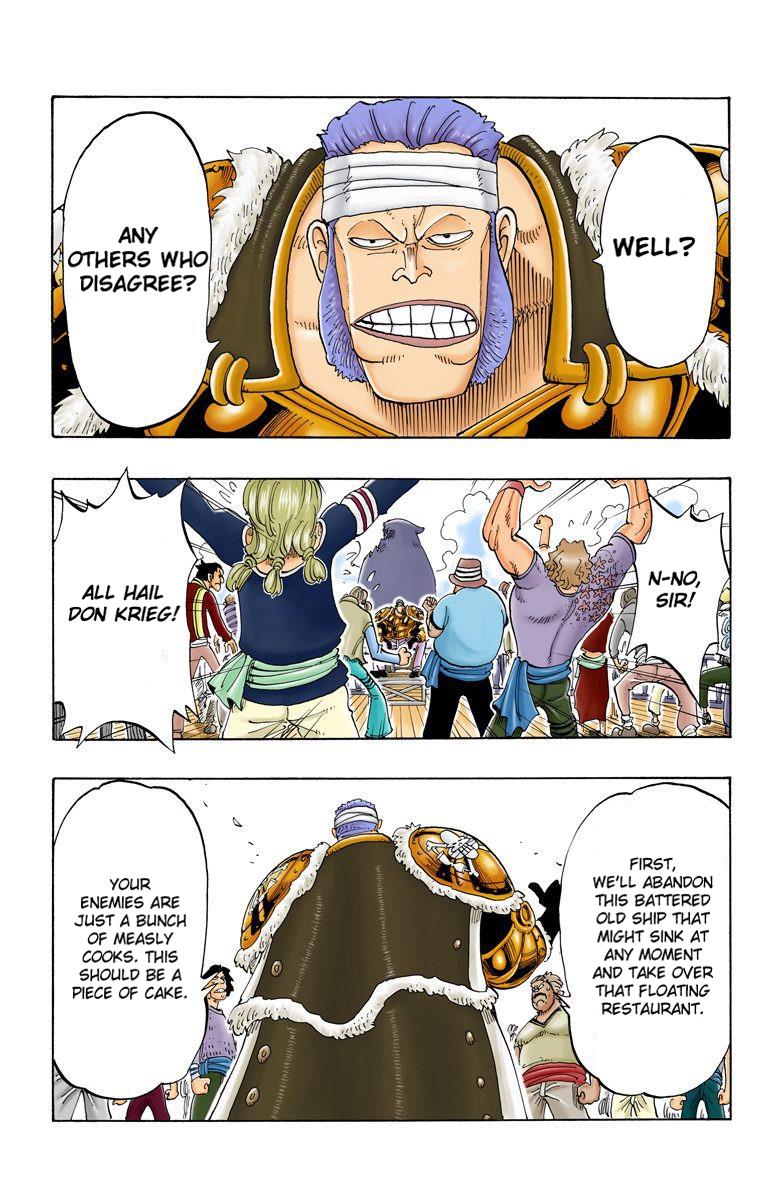 WELL?
ANY
OTHERS WHO
DISAGREE?
N-NO,
SIR!
ALL HAIL
DON KRIEG!
FIRST,
WE'LL ABANDON
THIS BATTERED
OLD SHIP THAT
MIGHT SINK AT
ANY MOMENT
AND TAKE OVER
THAT FLOATING
RESTAURANT.
YOUR
ENEMIES ARE
JUST A BUNCH
OF MEASLY
COOKS. THIS
SHOULD BE A
PIECE OF CAKE.